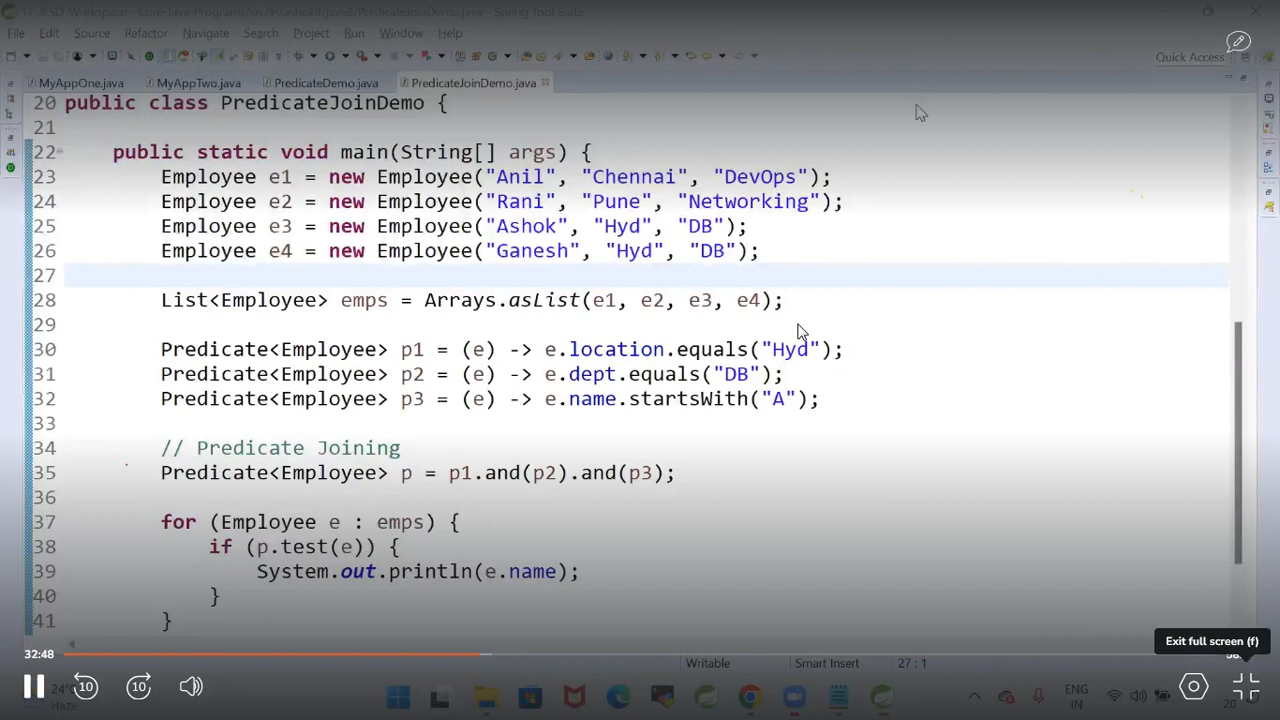 File Edit Source Refactor Navigate Search Project Run Window Help
Quick Access
MyAppOne.java MyAppTwo.java PredicateDemo.java PredicateJoinDemo.java
20 public class PredicateJoinDemo {
21
22 public static void main(String[] args) {
23 Employee e1 = new Employee("Anil", "Chennai", "DevOps");
24 Employee e2 = new Employee("Rani", "Pune", "Networking");
25 Employee e3 = new Employee("Ashok", "Hyd", "DB");
26 Employee e4 = new Employee("Ganesh", "Hyd", "DB");
27
28 List<Employee> emps = Arrays.asList(e1, e2, e3, e4);
29
30 Predicate<Employee> p1 = (e) -> e.location.equals("Hyd");
31 Predicate<Employee> p2 = (e) -> e.dept.equals("DB");
32 Predicate<Employee> p3 = (e) -> e.name.startsWith("A");
33
34 // Predicate Joining
35 Predicate<Employee> p = p1.and(p2).and(p3);
36
37 for (Employee e : emps) {
38 if (p.test(e)) {
39 System.out.println(e.name);
40 }
41 }
Exit full screen (f)
32:48
Writable Smart Insert 27 : 1
10 10
24°
Haze
ENG
IN